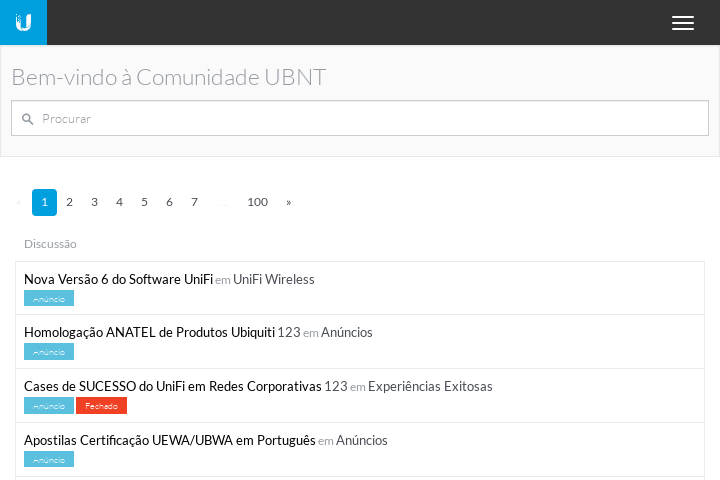 Bem-vindo à Comunidade UBNT
Procurar
« 1 2 3 4 5 6 7 … 100 »
Discussão
Nova Versão 6 do Software UniFi em UniFi Wireless
Anúncio
Homologação ANATEL de Produtos Ubiquiti 123 em Anúncios
Anúncio
Cases de SUCESSO do UniFi em Redes Corporativas 123 em Experiências Exitosas
Anúncio Fechado
Apostilas Certificação UEWA/UBWA em Português em Anúncios
Anúncio